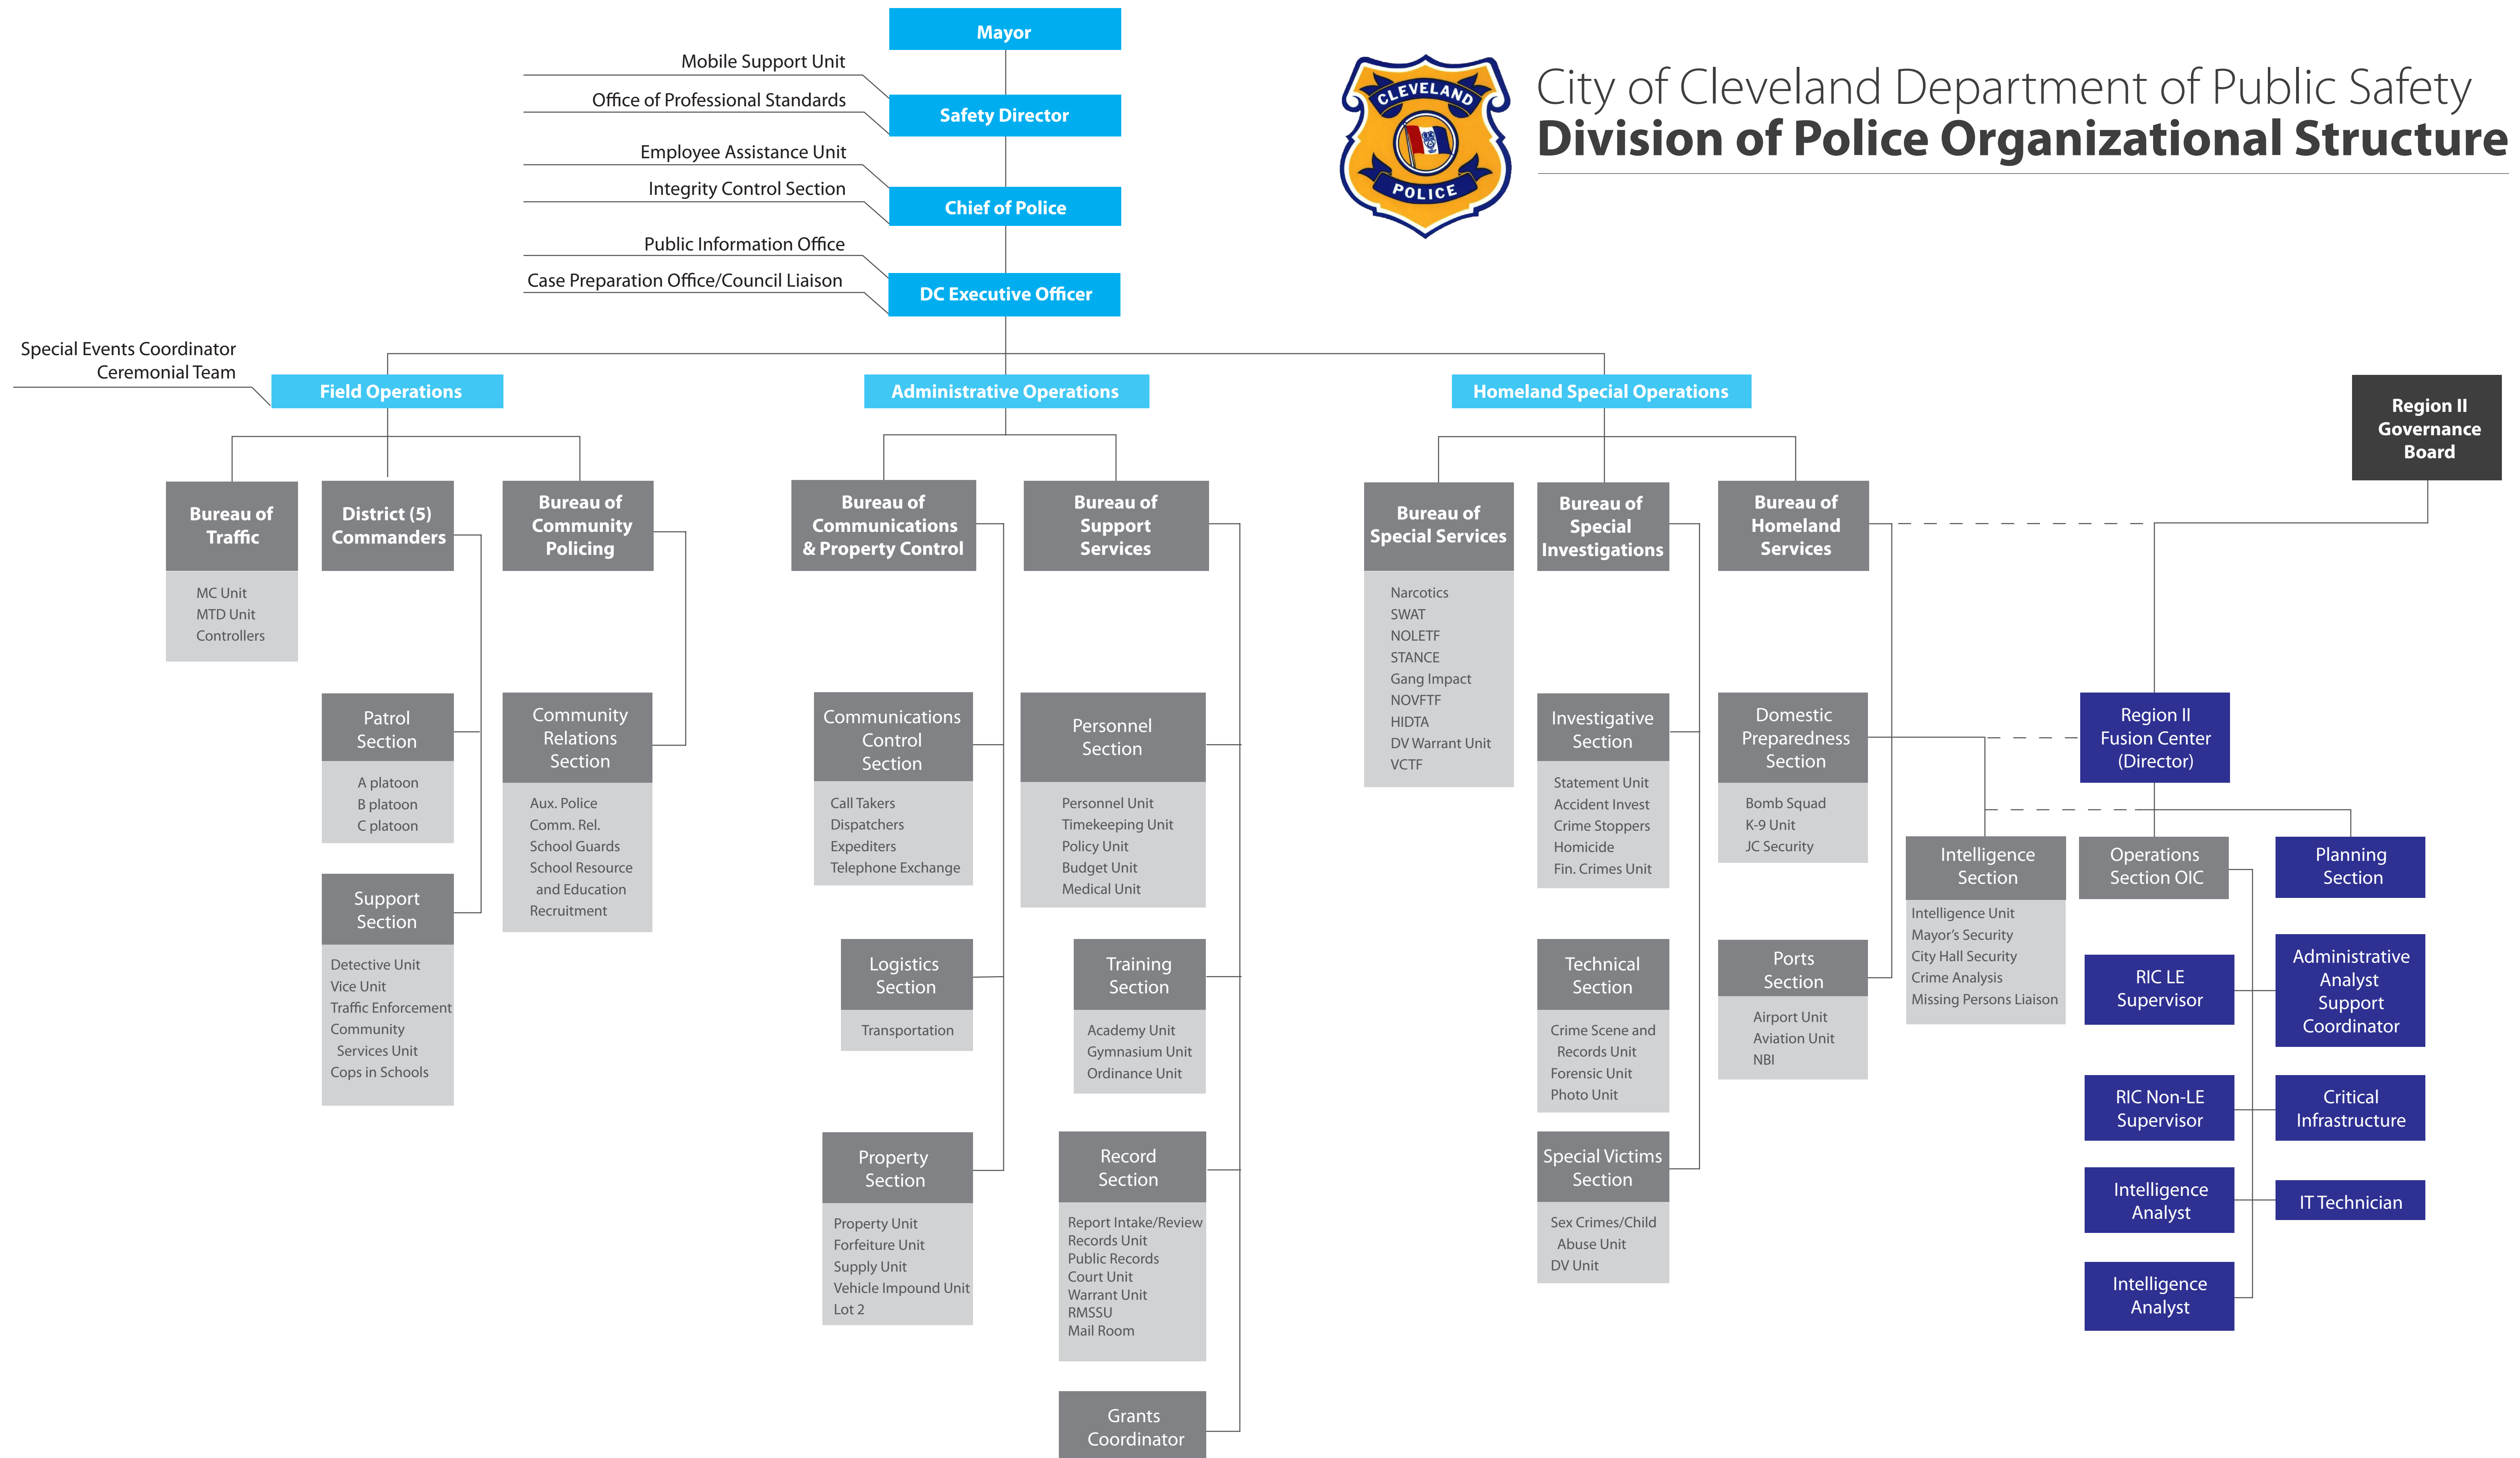 Mayor
Mobile Support Unit
Office of Professional Standards
Safety Director
Employee Assistance Unit
Integrity Control Section
Chief of Police
Public Information Office
Case Preparation Office/Council Liaison
DC Executive Officer
CLEVELAND
POLICE
City of Cleveland Department of Public Safety
Division of Police Organizational Structure
Special Events Coordinator
Ceremonial Team
Field Operations
Administrative Operations
Homeland Special Operations
Region II
Governance
Board
Bureau of
Traffic
MC Unit
MTD Unit
Controllers
District (5)
Commanders
Patrol
Section
A platoon
B platoon
C platoon
Support
Section
Detective Unit
Vice Unit
Traffic Enforcement
Community
Services Unit
Cops in Schools
Bureau of
Community
Policing
Community
Relations
Section
Aux. Police
Comm. Rel.
School Guards
School Resource
and Education
Recruitment
Bureau of
Communications
& Property Control
Communications
Control
Section
Call Takers
Dispatchers
Expediters
Telephone Exchange
Logistics
Section
Transportation
Property
Section
Property Unit
Forfeiture Unit
Supply Unit
Vehicle Impound Unit
Lot 2
Bureau of
Support
Services
Personnel
Section
Personnel Unit
Timekeeping Unit
Policy Unit
Budget Unit
Medical Unit
Training
Section
Academy Unit
Gymnasium Unit
Ordinance Unit
Record
Section
Report Intake/Review
Records Unit
Public Records
Court Unit
Warrant Unit
RMSSU
Mail Room
Grants
Coordinator
Bureau of
Special Services
Narcotics
SWAT
NOLETF
STANCE
Gang Impact
NOVFTF
HIDTA
DV Warrant Unit
VCTF
Bureau of
Special
Investigations
Investigative
Section
Statement Unit
Accident Invest
Crime Stoppers
Homicide
Fin. Crimes Unit
Technical
Section
Crime Scene and
Records Unit
Forensic Unit
Photo Unit
Special Victims
Section
Sex Crimes/Child
Abuse Unit
DV Unit
Bureau of
Homeland
Services
Domestic
Preparedness
Section
Bomb Squad
K-9 Unit
JC Security
Ports
Section
Airport Unit
Aviation Unit
NBI
Intelligence
Section
Intelligence Unit
Mayor's Security
City Hall Security
Crime Analysis
Missing Persons Liaison
Region II
Fusion Center
(Director)
Operations
Section OIC
RIC LE
Supervisor
RIC Non-LE
Supervisor
Intelligence
Analyst
Intelligence
Analyst
Planning
Section
Administrative
Analyst
Support
Coordinator
Critical
Infrastructure
IT Technician